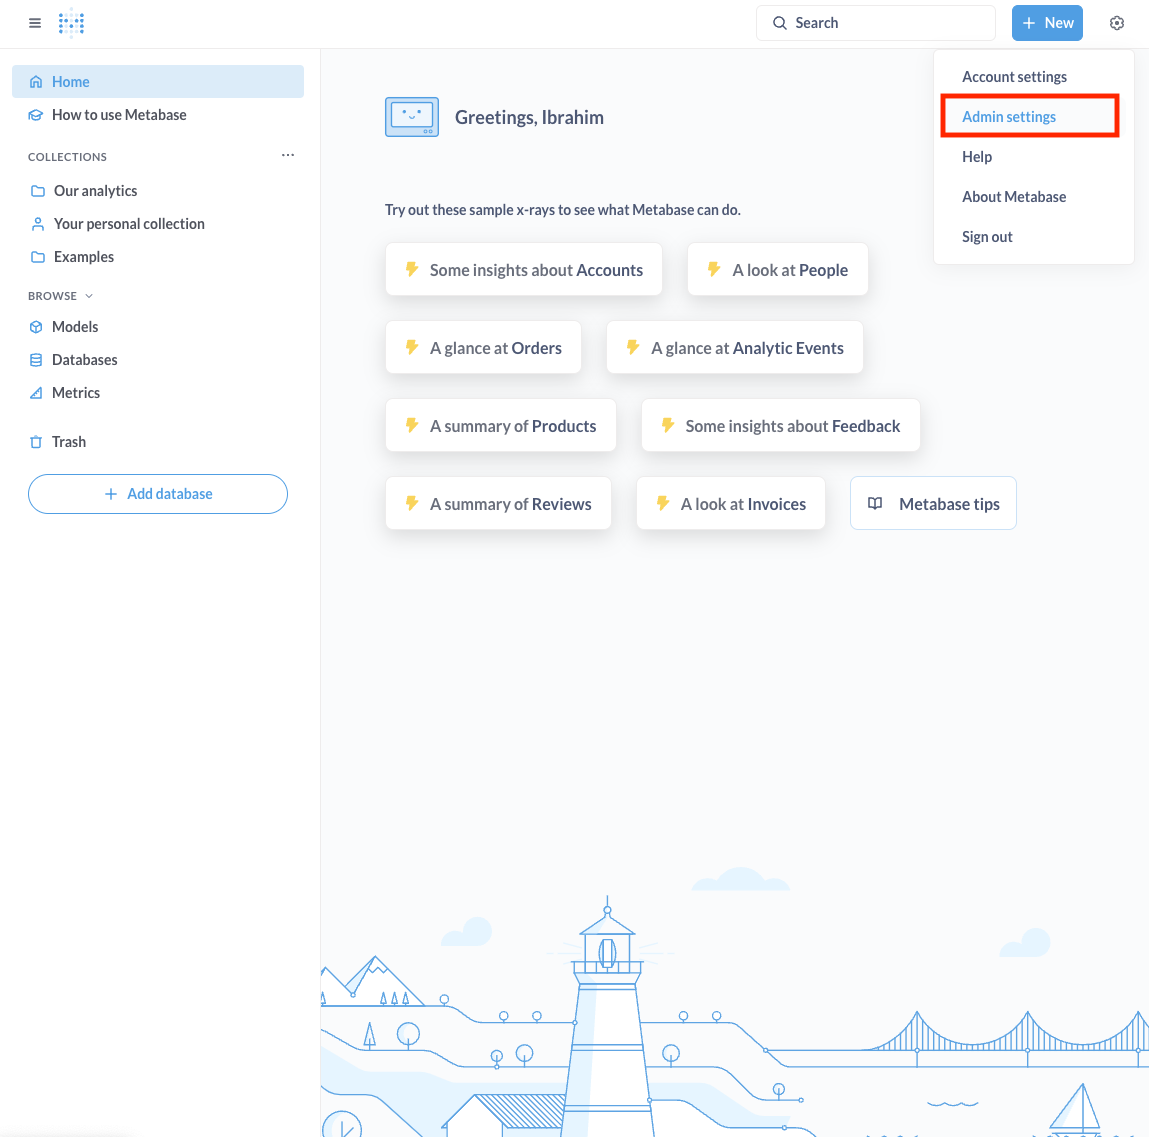 Search
New
Home
How to use Metabase
COLLECTIONS
Our analytics
Your personal collection
Examples
BROWSE
Models
Databases
Metrics
Trash
Add database
Greetings, Ibrahim
Try out these sample x-rays to see what Metabase can do.
Some insights about Accounts
A look at People
A glance at Orders
A glance at Analytic Events
A summary of Products
Some insights about Feedback
A summary of Reviews
A look at Invoices
Metabase tips
Account settings
Admin settings
Help
About Metabase
Sign out